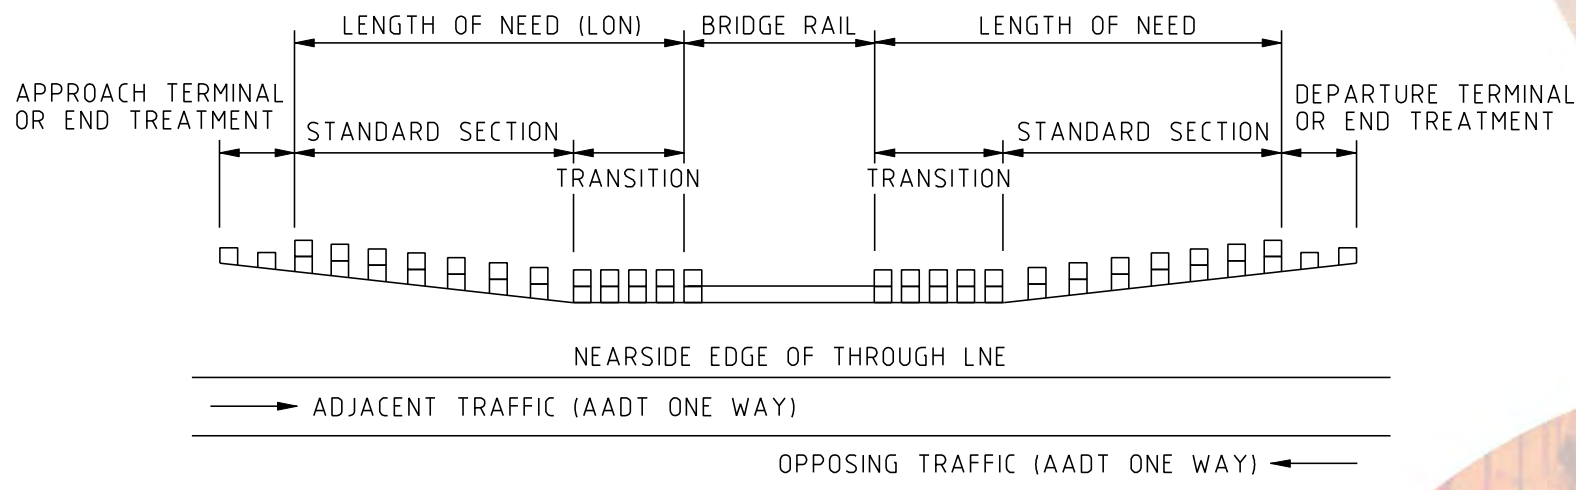 LENGTH OF NEED (LON)
BRIDGE RAIL
LENGTH OF NEED
APPROACH TERMINAL
OR END TREATMENT
DEPARTURE TERMINAL
OR END TREATMENT
STANDARD SECTION
STANDARD SECTION
TRANSITION
TRANSITION
NEARSIDE EDGE OF THROUGH LNE
ADJACENT TRAFFIC (AADT ONE WAY)
OPPOSING TRAFFIC (AADT ONE WAY)